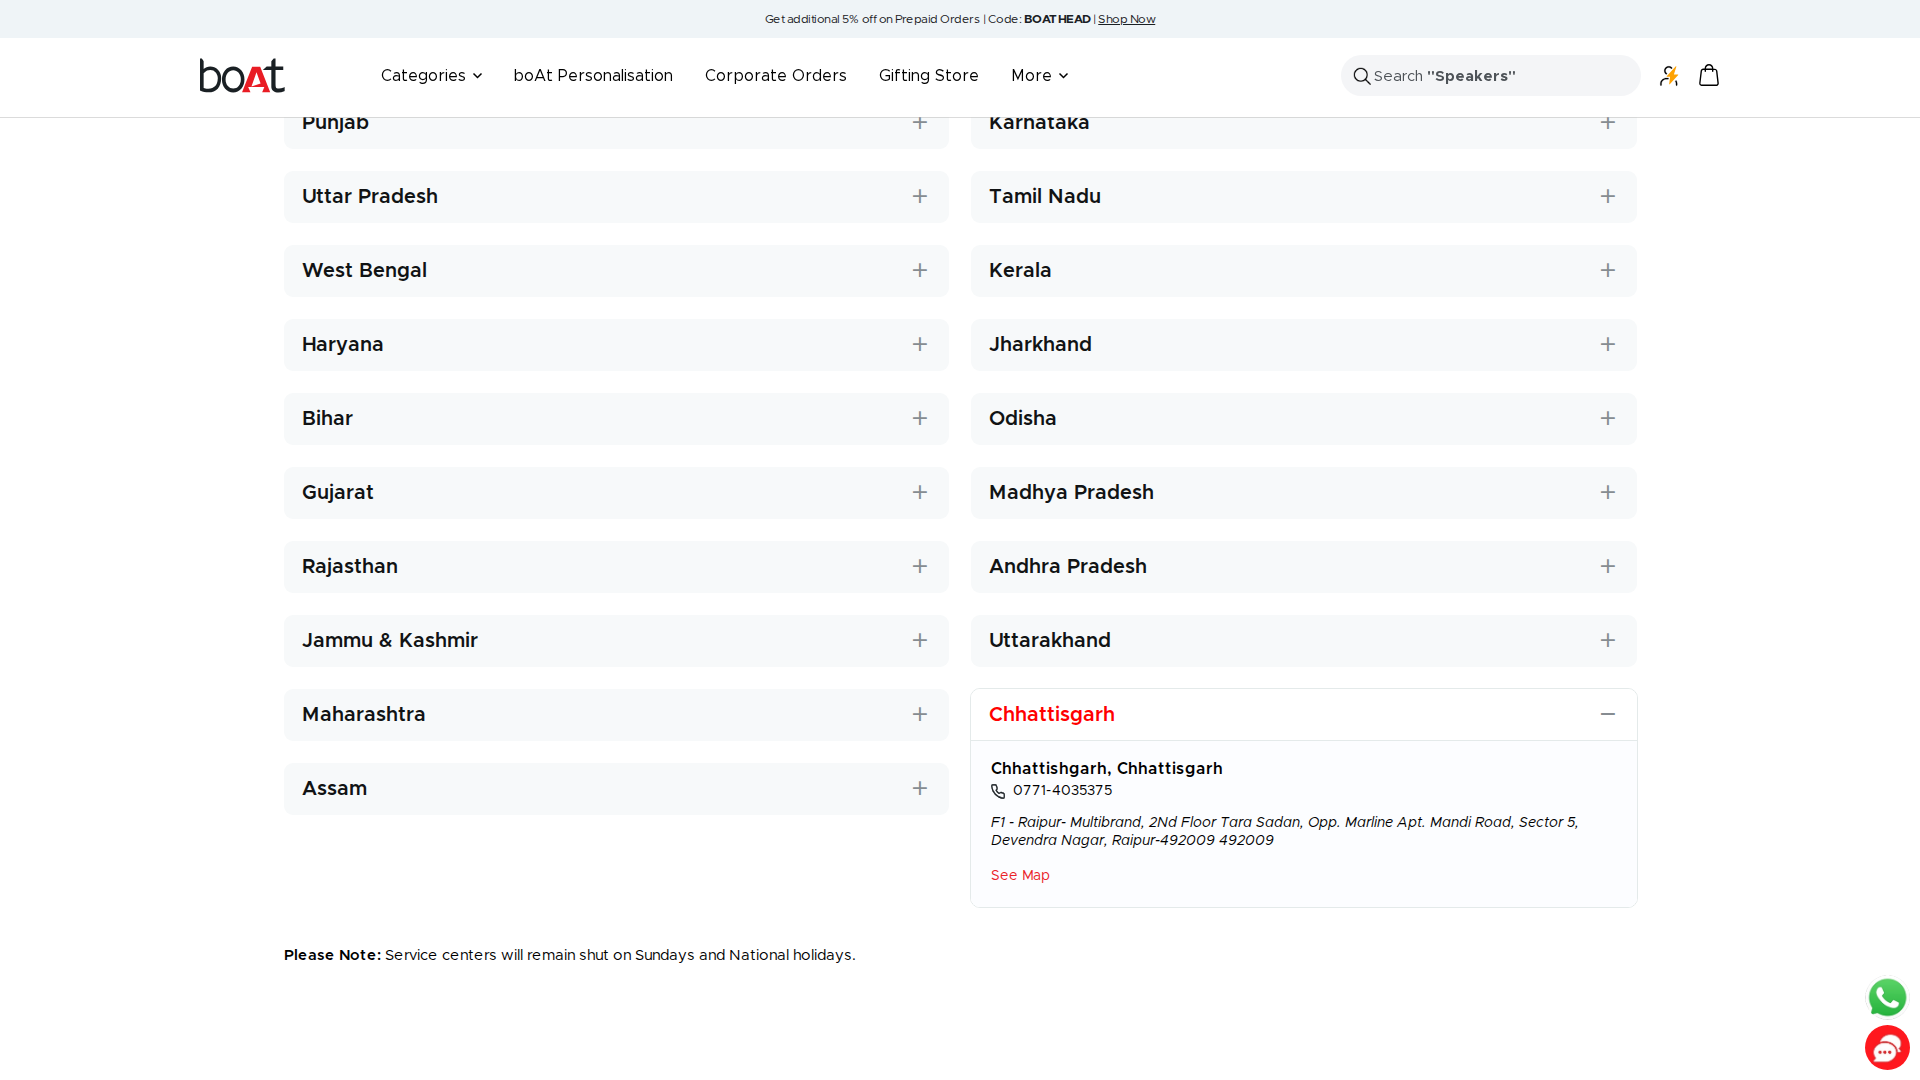 Get additional 5% off on Prepaid Orders | Code: BOATHEAD | Shop Now
boAt
Categories
boAt Personalisation
Corporate Orders
Gifting Store
More
Search "Speakers"
Punjab
Karnataka
Uttar Pradesh
Tamil Nadu
West Bengal
Kerala
Haryana
Jharkhand
Bihar
Odisha
Gujarat
Madhya Pradesh
Rajasthan
Andhra Pradesh
Jammu & Kashmir
Uttarakhand
Maharashtra
Chhattisgarh
Chhattishgarh, Chhattisgarh
0771-4035375
F1 - Raipur- Multibrand, 2Nd Floor Tara Sadan, Opp. Marline Apt. Mandi Road, Sector 5,
Devendra Nagar, Raipur-492009 492009
See Map
Assam
Please Note: Service centers will remain shut on Sundays and National holidays.